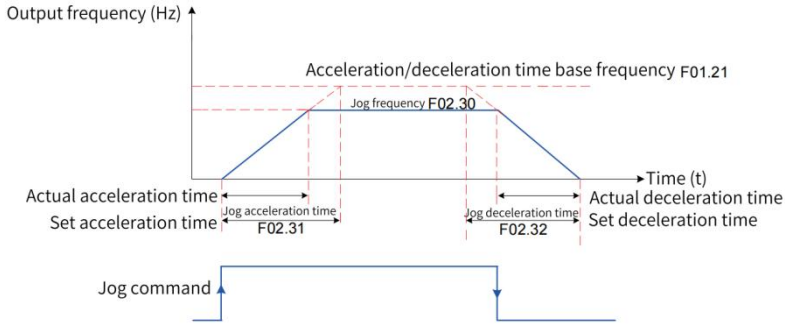 Output frequency (Hz)
Acceleration/deceleration time base frequency F01.21
Jog frequency F02.30
Time (t)
Actual acceleration time
Actual deceleration time
Jog acceleration time
Jog deceleration time
Set acceleration time
F02.31
F02.32
Set deceleration time
Jog command